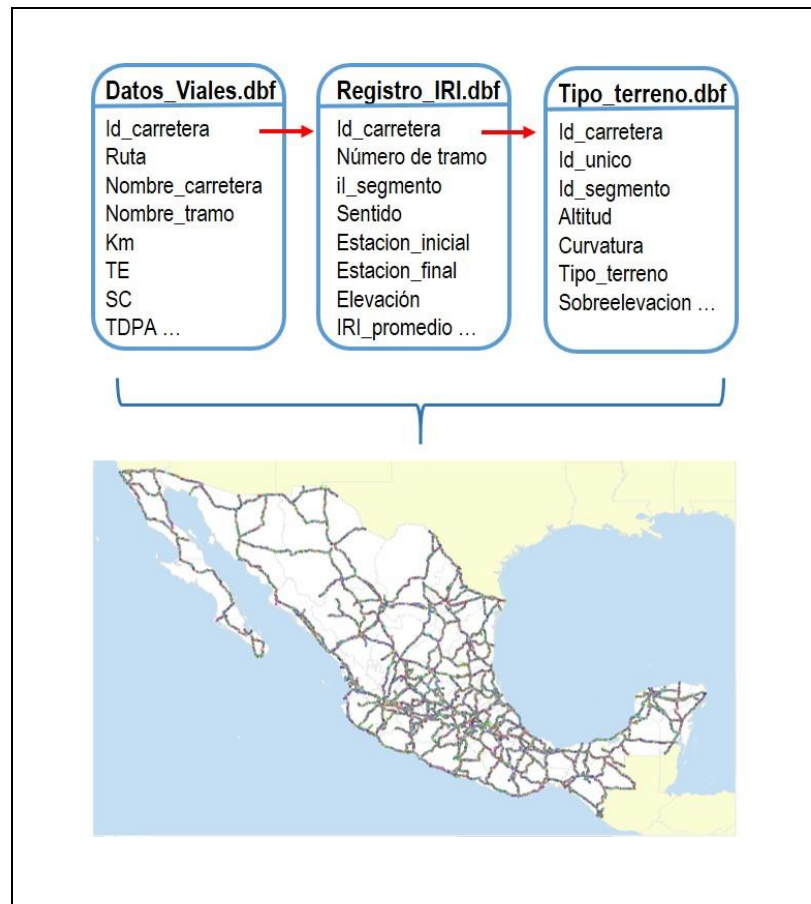 Datos_Viales.dbf
Id_carretera
Ruta
Nombre_carretera
Nombre_tramo
Km
TE
SC
TDPA ...
Registro_IRI.dbf
Id_carretera
Número de tramo
il_segmento
Sentido
Estacion_inicial
Estacion_final
Elevación
IRI_promedio ...
Tipo_terreno.dbf
Id_carretera
Id_unico
Id_segmento
Altitud
Curvatura
Tipo_terreno
Sobreelevacion ...